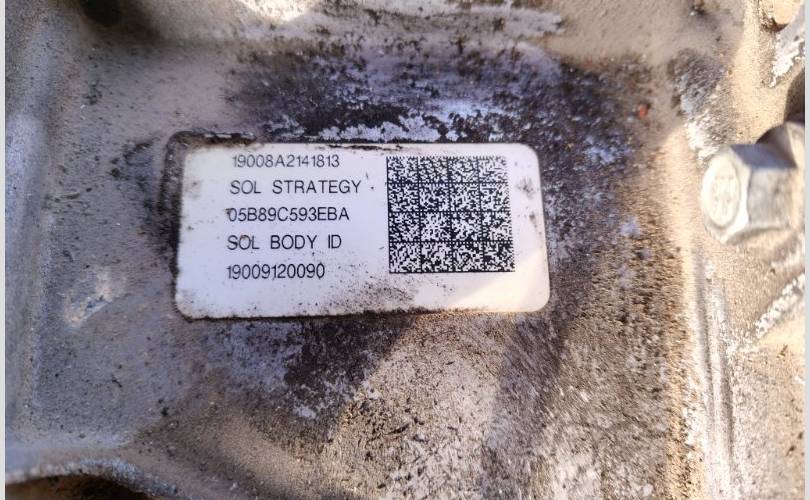 19008A2141813
SOL STRATEGY
05B89C593EBA
SOL BODY ID
19009120090